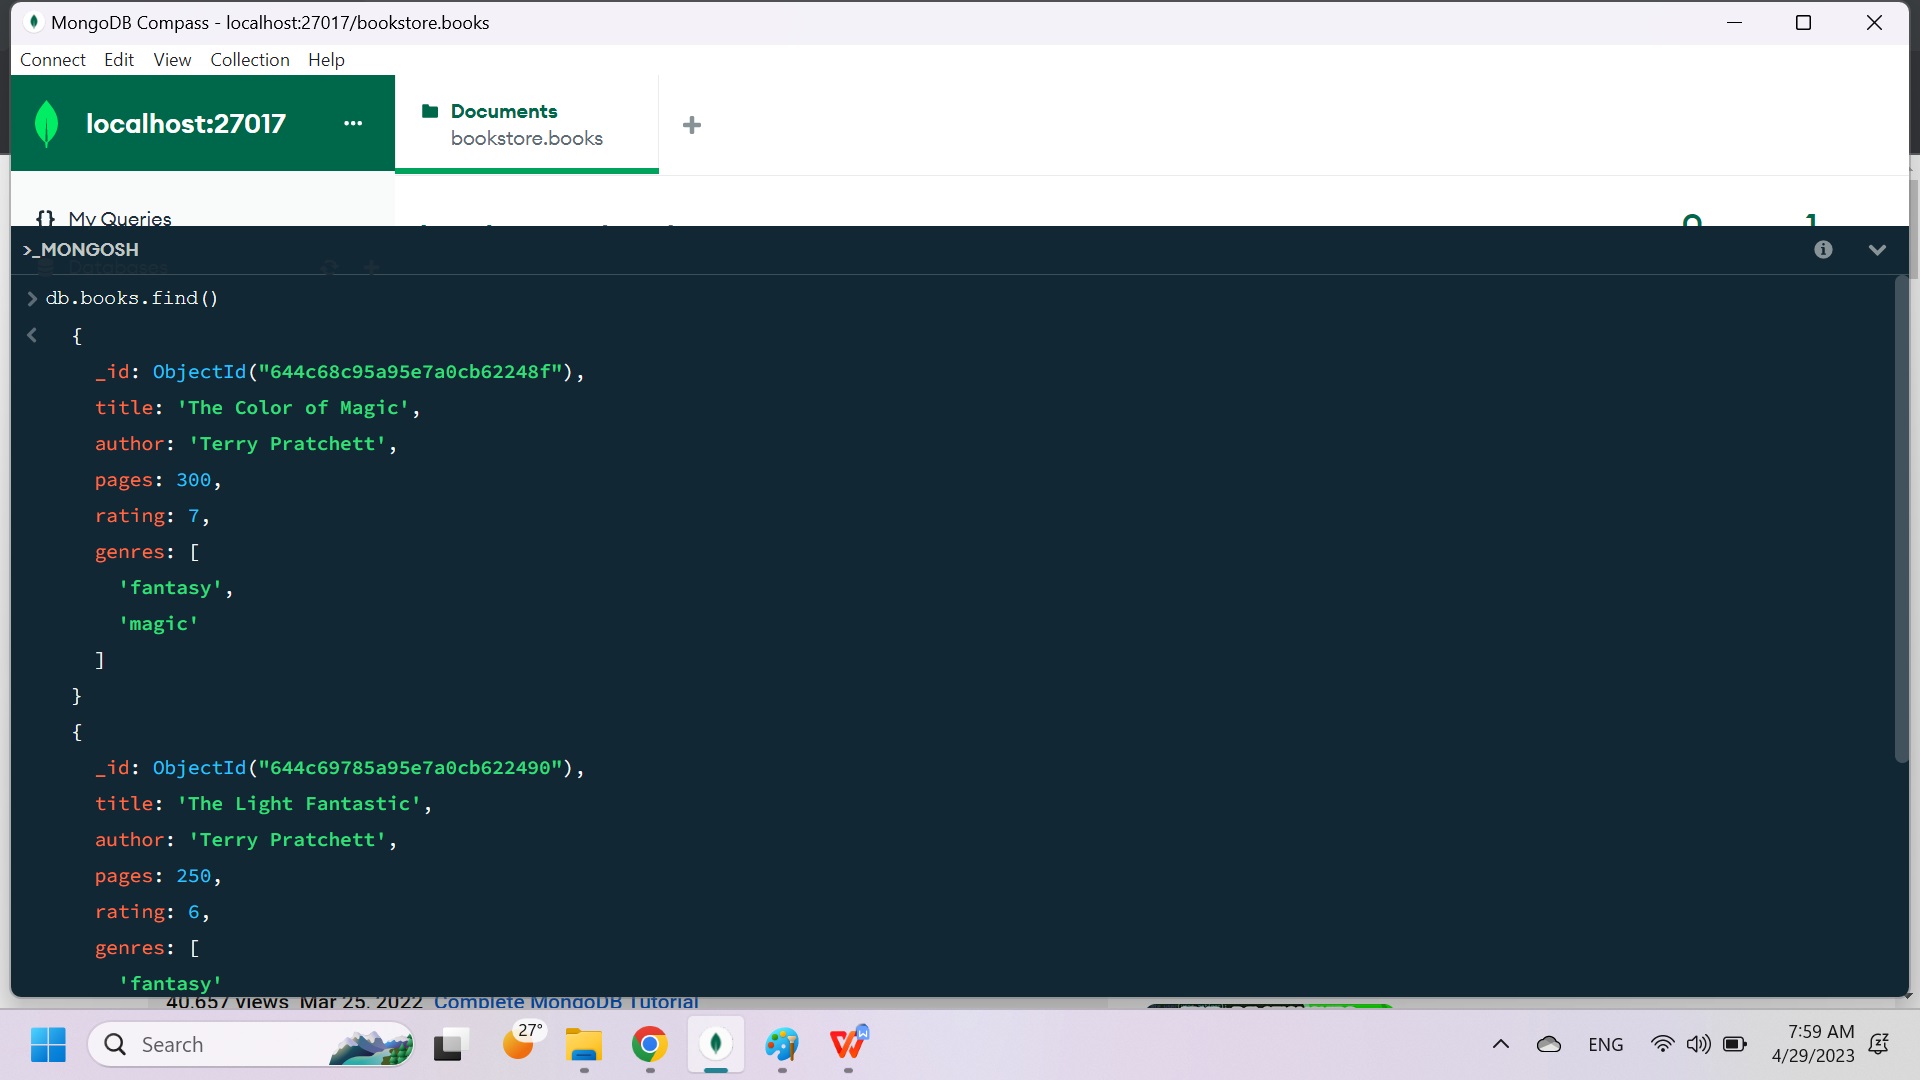 MongoDB Compass - localhost:27017/bookstore.books
Connect Edit View Collection Help
localhost:27017 ...
Documents
bookstore.books
{} My Queries
1
>_MONGOSH
Databases
db.books.find()
{
_id: ObjectId("644c68c95a95e7a0cb62248f"),
title: 'The Color of Magic',
author: 'Terry Pratchett',
pages: 300,
rating: 7,
genres: [
'fantasy',
'magic'
]
}
{
_id: ObjectId("644c69785a95e7a0cb622490"),
title: 'The Light Fantastic',
author: 'Terry Pratchett',
pages: 250,
rating: 6,
genres: [
'fantasy'
40,657 views Mar 25, 2022 Complete MongoDB Tutorial
Search
27°
ENG
7:59 AM
4/29/2023